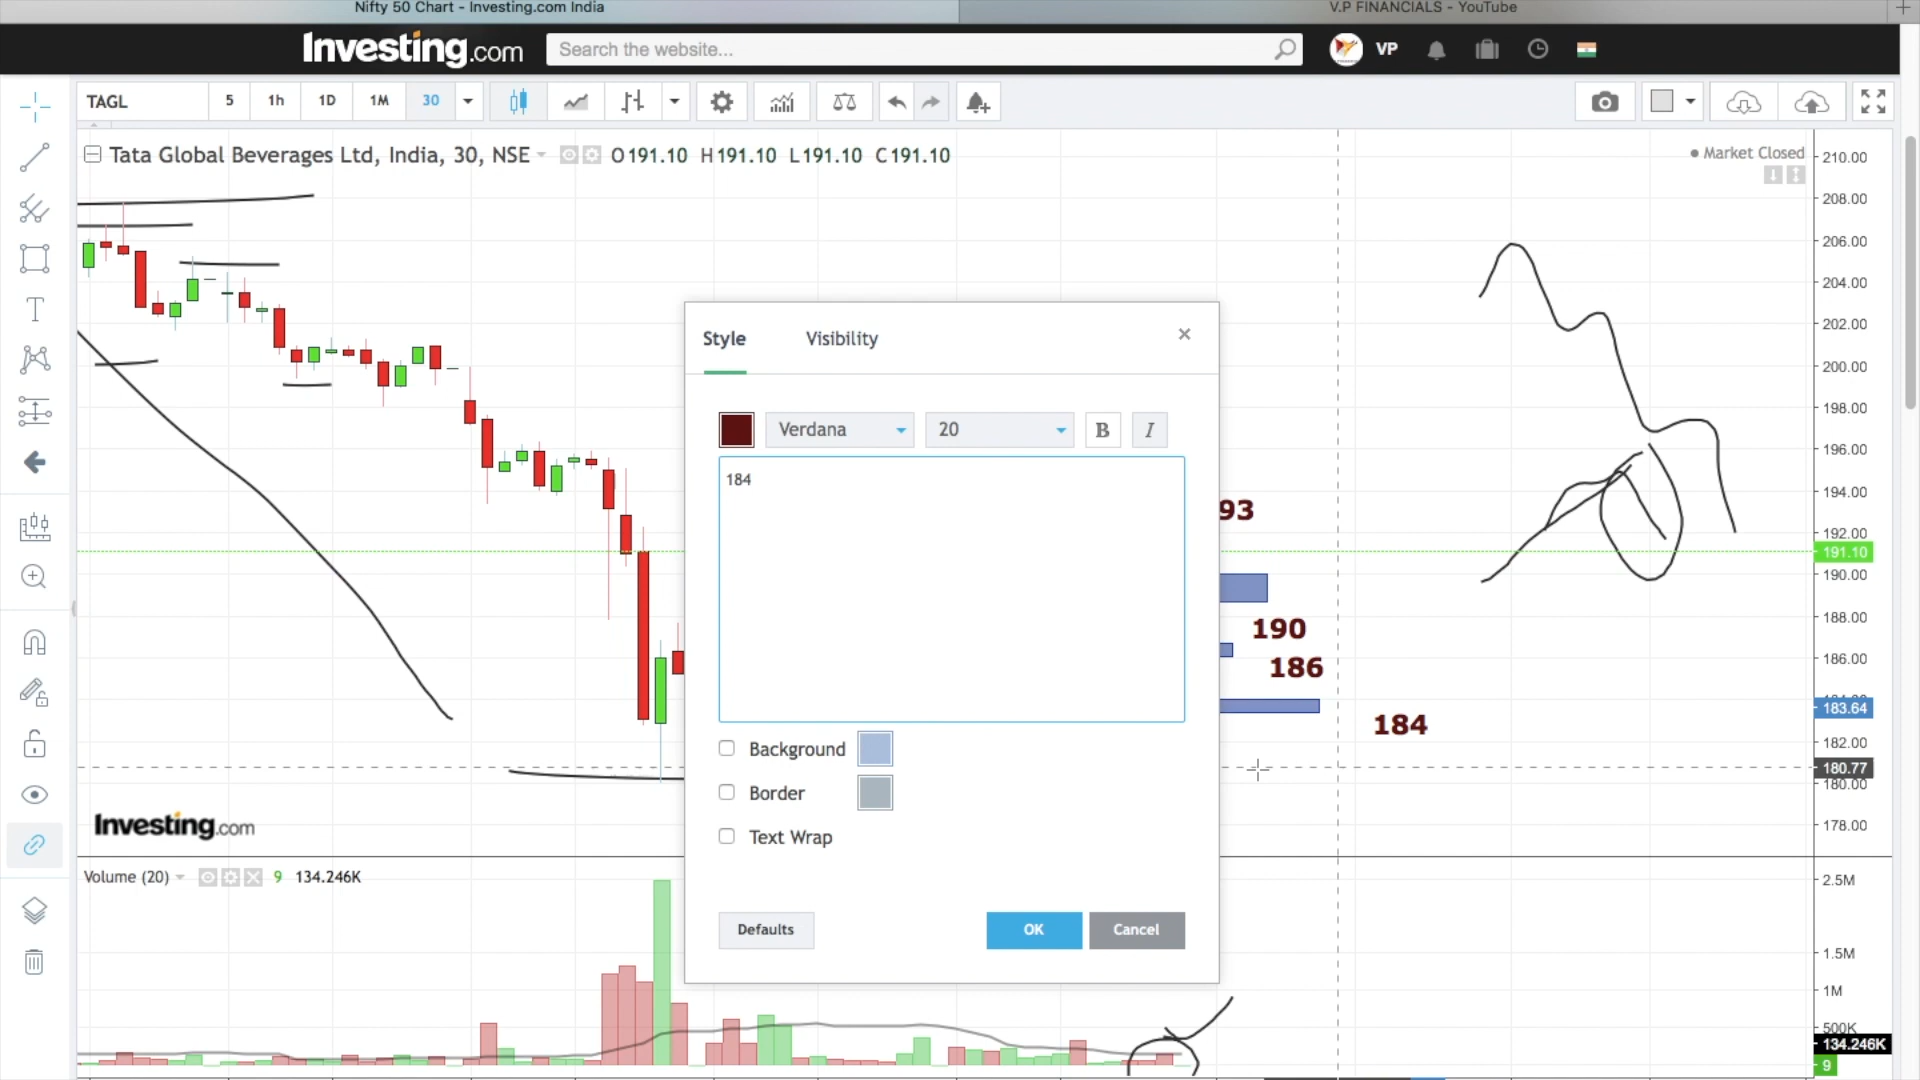 Nifty 50 Chart - Investing.com India
V.P FINANCIALS - YouTube
Investing.com
Search the website...
VP
TAGL
5
1h
1D
1M
30
Tata Global Beverages Ltd, India, 30, NSE
O191.10 H191.10 L191.10 C191.10
Market Closed
210.00
208.00
206.00
204.00
202.00
200.00
198.00
196.00
194.00
192.00
191.10
190.00
188.00
186.00
183.64
182.00
180.77
180.00
178.00
Style
Visibility
Verdana
20
B
I
184
93
190
186
184
Background
Border
Text Wrap
Defaults
OK
Cancel
Investing.com
Volume (20)
9
134.246K
2.5M
1.5M
1M
500K
134.246K
9